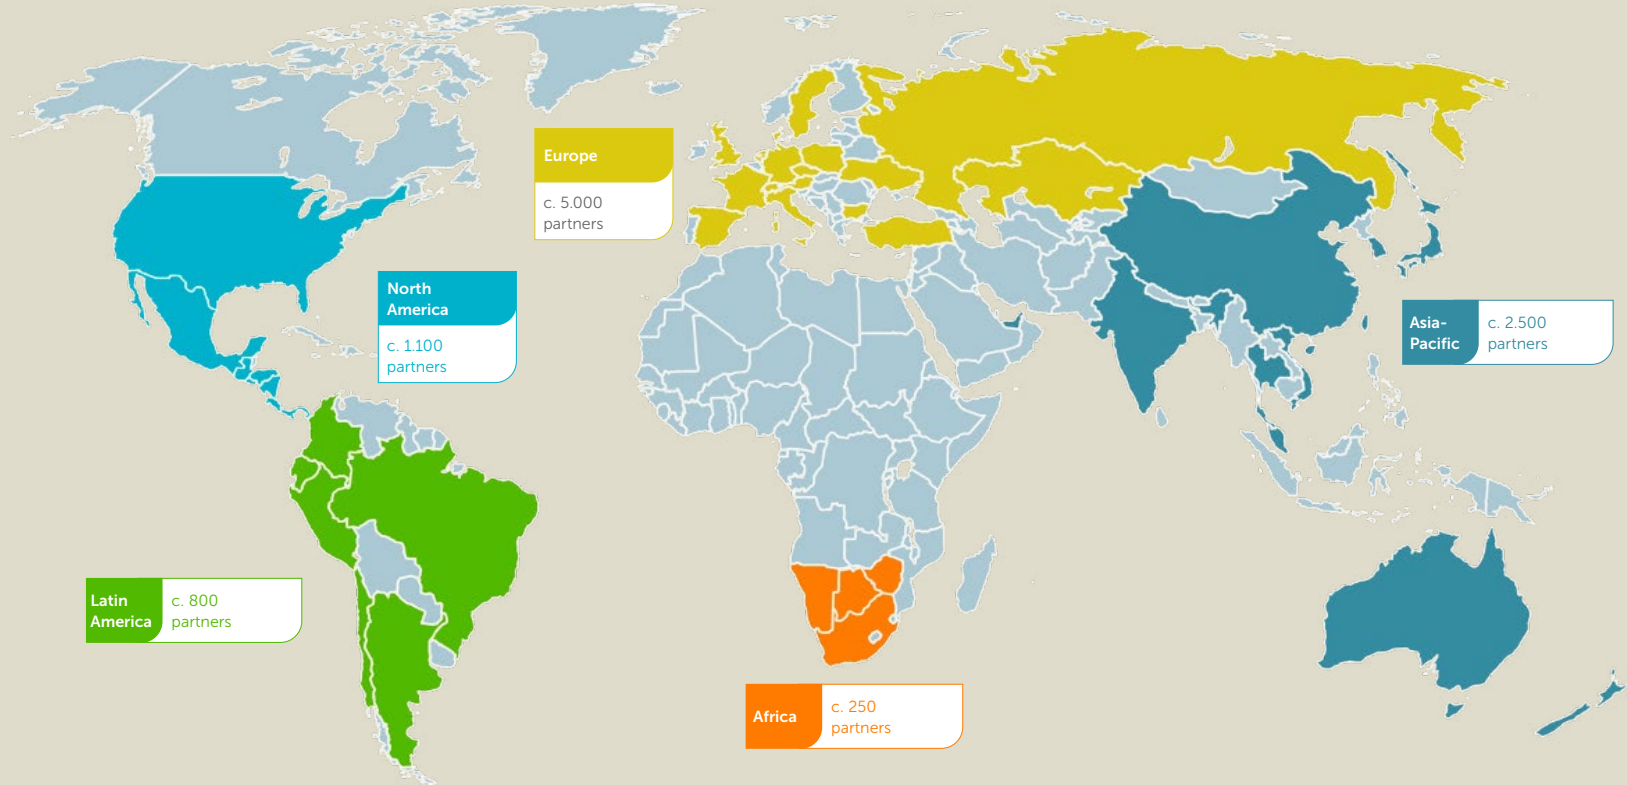 Europe
c. 5.000
partners
North
America
c. 1.100
partners
Asia-
Pacific
c. 2.500
partners
Latin
America
c. 800
partners
Africa
c. 250
partners